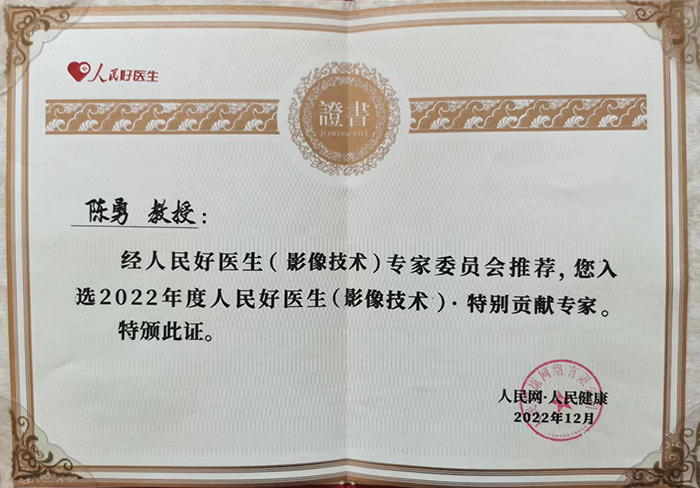 人民好医生
證書
CERTIFICATE
陈勇 教授:
经人民好医生(影像技术)专家委员会推荐,您入
选2022年度人民好医生(影像技术)·特别贡献专家。
特颁此证。
人民网·人民健康
2022年12月